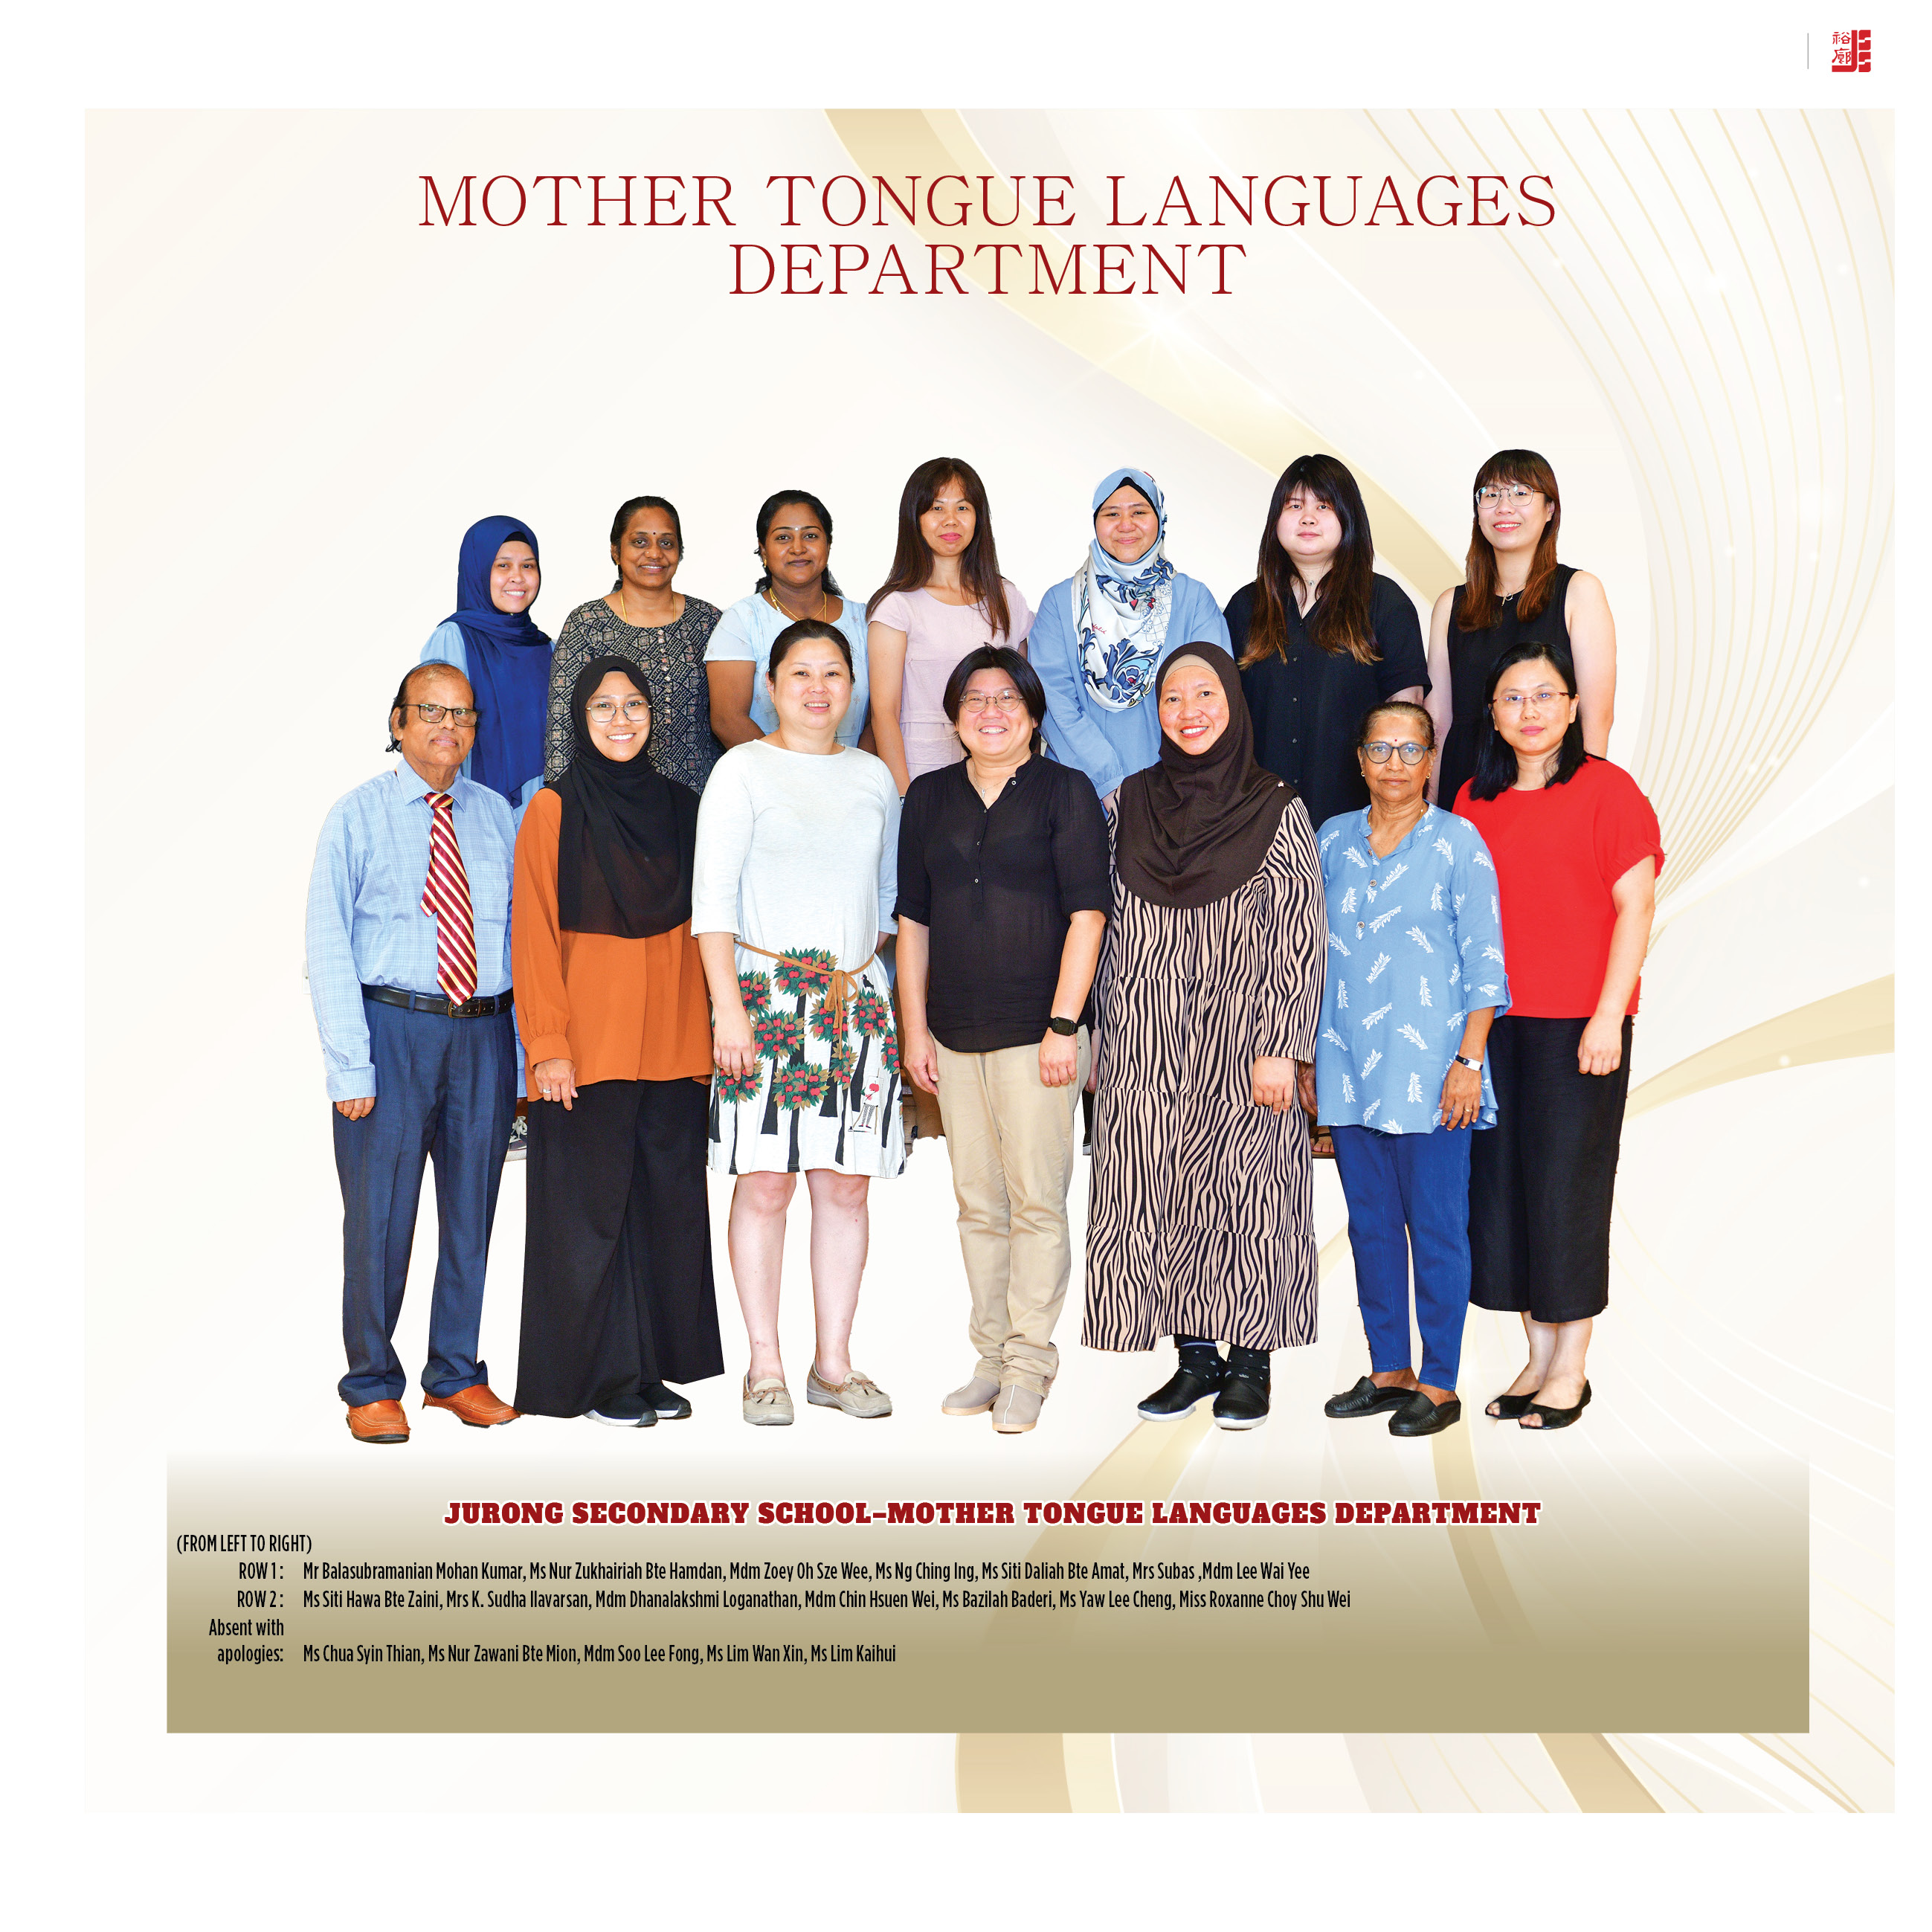 裕廊
JSS
MOTHER TONGUE LANGUAGES
DEPARTMENT
JURONG SECONDARY SCHOOL-MOTHER TONGUE LANGUAGES DEPARTMENT
(FROM LEFT TO RIGHT)
ROW 1 : Mr Balasubramanian Mohan Kumar, Ms Nur Zukhairiah Bte Hamdan, Mdm Zoey Oh Sze Wee, Ms Ng Ching Ing, Ms Siti Daliah Bte Amat, Mrs Subas ,Mdm Lee Wai Yee
ROW 2 : Ms Siti Hawa Bte Zaini, Mrs K. Sudha Ilavarsan, Mdm Dhanalakshmi Loganathan, Mdm Chin Hsuen Wei, Ms Bazilah Baderi, Ms Yaw Lee Cheng, Miss Roxanne Choy Shu Wei
Absent with
apologies: Ms Chua Syin Thian, Ms Nur Zawani Bte Mion, Mdm Soo Lee Fong, Ms Lim Wan Xin, Ms Lim Kaihui